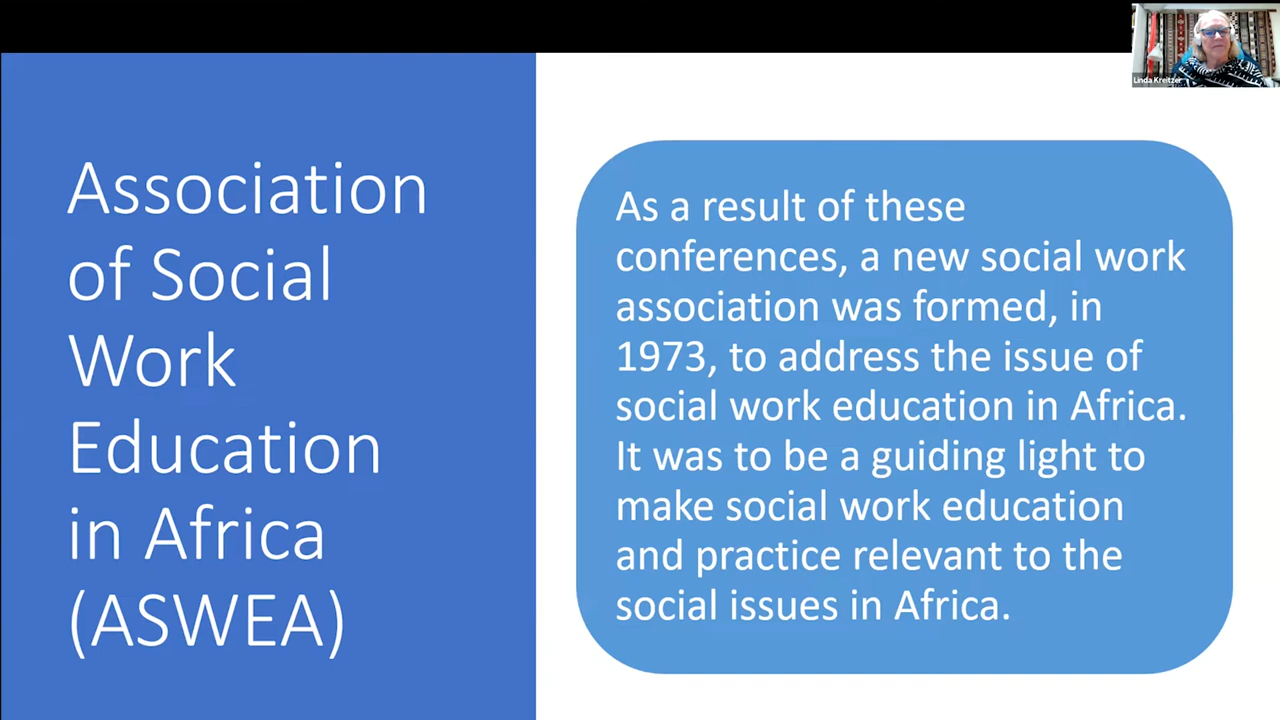 Linda Kreitzer
Association
of Social
Work
Education
in Africa
(ASWEA)
As a result of these
conferences, a new social work
association was formed, in
1973, to address the issue of
social work education in Africa.
It was to be a guiding light to
make social work education
and practice relevant to the
social issues in Africa.